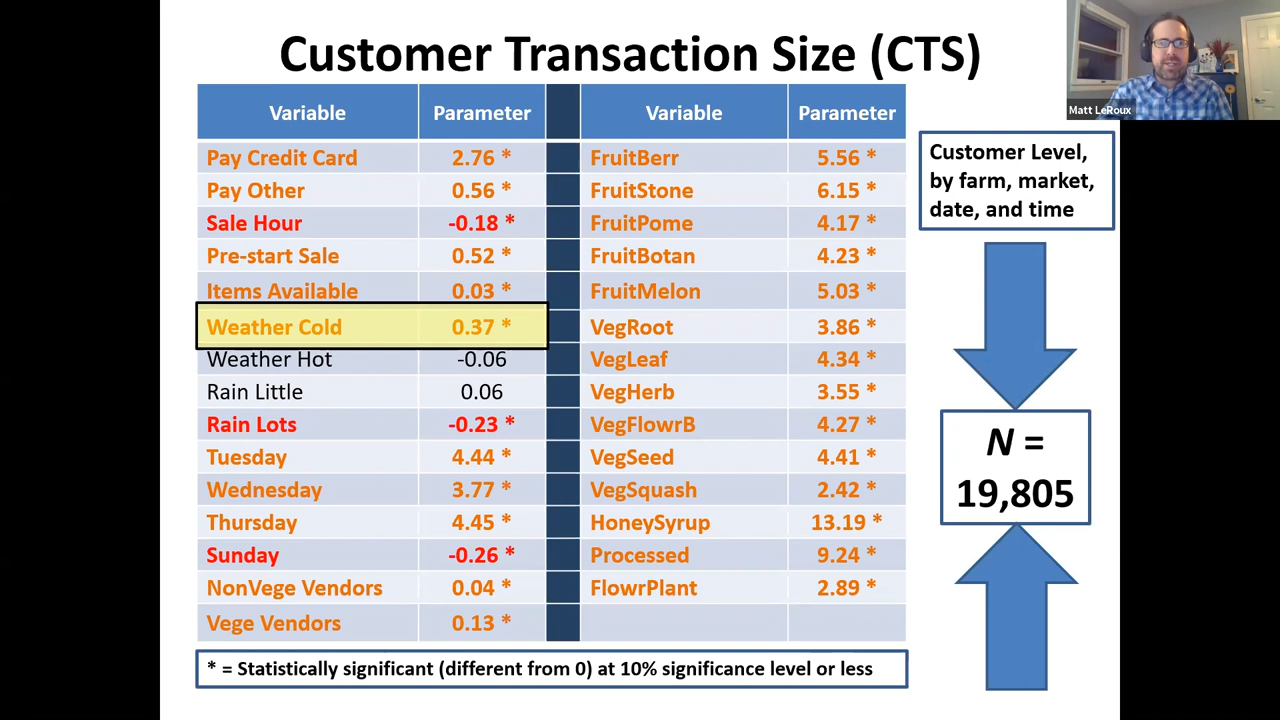 Customer Transaction Size (CTS)
Matt LeRoux
Variable Parameter Variable Parameter
Pay Credit Card 2.76 * FruitBerr 5.56 *
Pay Other 0.56 * FruitStone 6.15 *
Sale Hour -0.18 * FruitPome 4.17 *
Pre-start Sale 0.52 * FruitBotan 4.23 *
Items Available 0.03 * FruitMelon 5.03 *
Weather Cold 0.37 * VegRoot 3.86 *
Weather Hot -0.06 VegLeaf 4.34 *
Rain Little 0.06 VegHerb 3.55 *
Rain Lots -0.23 * VegFlowrB 4.27 *
Tuesday 4.44 * VegSeed 4.41 *
Wednesday 3.77 * VegSquash 2.42 *
Thursday 4.45 * HoneySyrup 13.19 *
Sunday -0.26 * Processed 9.24 *
NonVege Vendors 0.04 * FlowrPlant 2.89 *
Vege Vendors 0.13 *
* = Statistically significant (different from 0) at 10% significance level or less
Customer Level,
by farm, market,
date, and time
N =
19,805